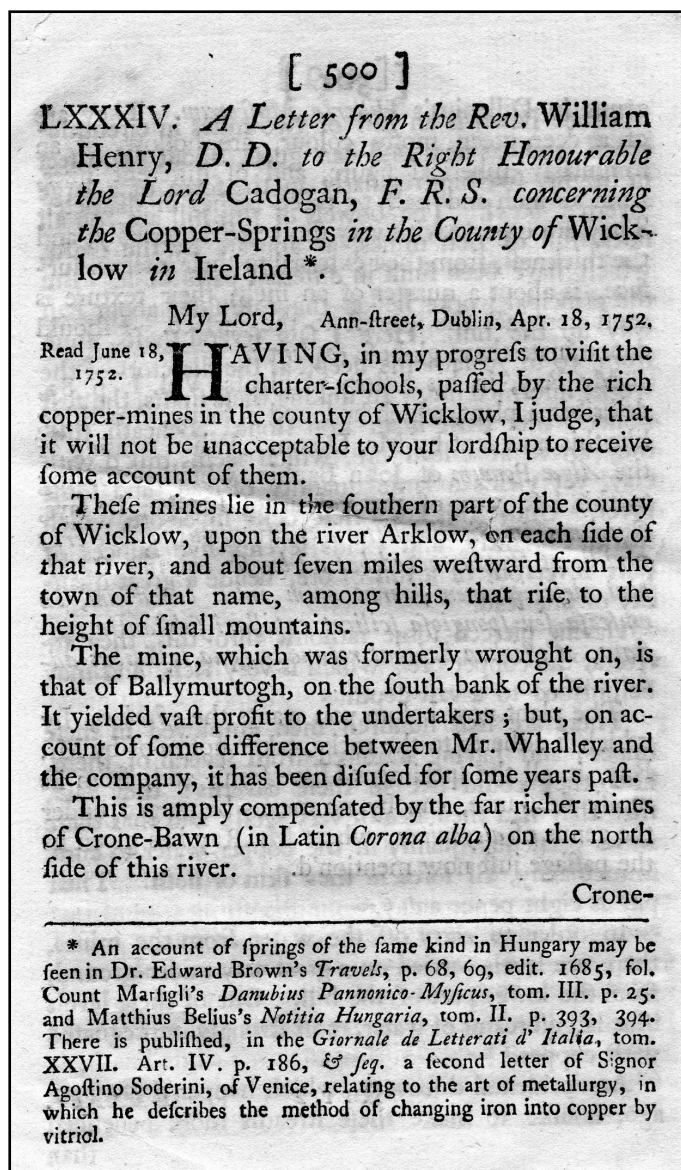 [ 500 ]
LXXXIV. A Letter from the Rev. William
Henry, D. D. to the Right Honourable
the Lord Cadogan, F. R. S. concerning
the Copper-Springs in the County of Wick-
low in Ireland *.
My Lord, Ann-ſtreet, Dublin, Apr. 18, 1752.
Read June 18, 1752.
HAVING, in my progreſs to viſit the
charter-ſchools, paſſed by the rich
copper-mines in the county of Wicklow, I judge, that
it will not be unacceptable to your lordſhip to receive
ſome account of them.
Theſe mines lie in the ſouthern part of the county
of Wicklow, upon the river Arklow, on each ſide of
that river, and about ſeven miles weſtward from the
town of that name, among hills, that riſe to the
height of ſmall mountains.
The mine, which was formerly wrought on, is
that of Ballymurtogh, on the ſouth bank of the river.
It yielded vaſt profit to the undertakers ; but, on ac-
count of ſome difference between Mr. Whalley and
the company, it has been diſuſed for ſome years paſt.
This is amply compenſated by the far richer mines
of Crone-Bawn (in Latin Corona alba) on the north
ſide of this river.
Crone-
* An account of ſprings of the ſame kind in Hungary may be
ſeen in Dr. Edward Brown's Travels, p. 68, 69, edit. 1685, fol.
Count Marſigli's Danubius Pannonico-Myſicus, tom. III. p. 25.
and Matthius Belius's Notitia Hungaria, tom. II. p. 393, 394.
There is publiſhed, in the Giornale de Letterati d' Italia, tom.
XXVII. Art. IV. p. 186, & ſeq. a ſecond letter of Signor
Agoſtino Soderini, of Venice, relating to the art of metallurgy, in
which he deſcribes the method of changing iron into copper by
vitriol.